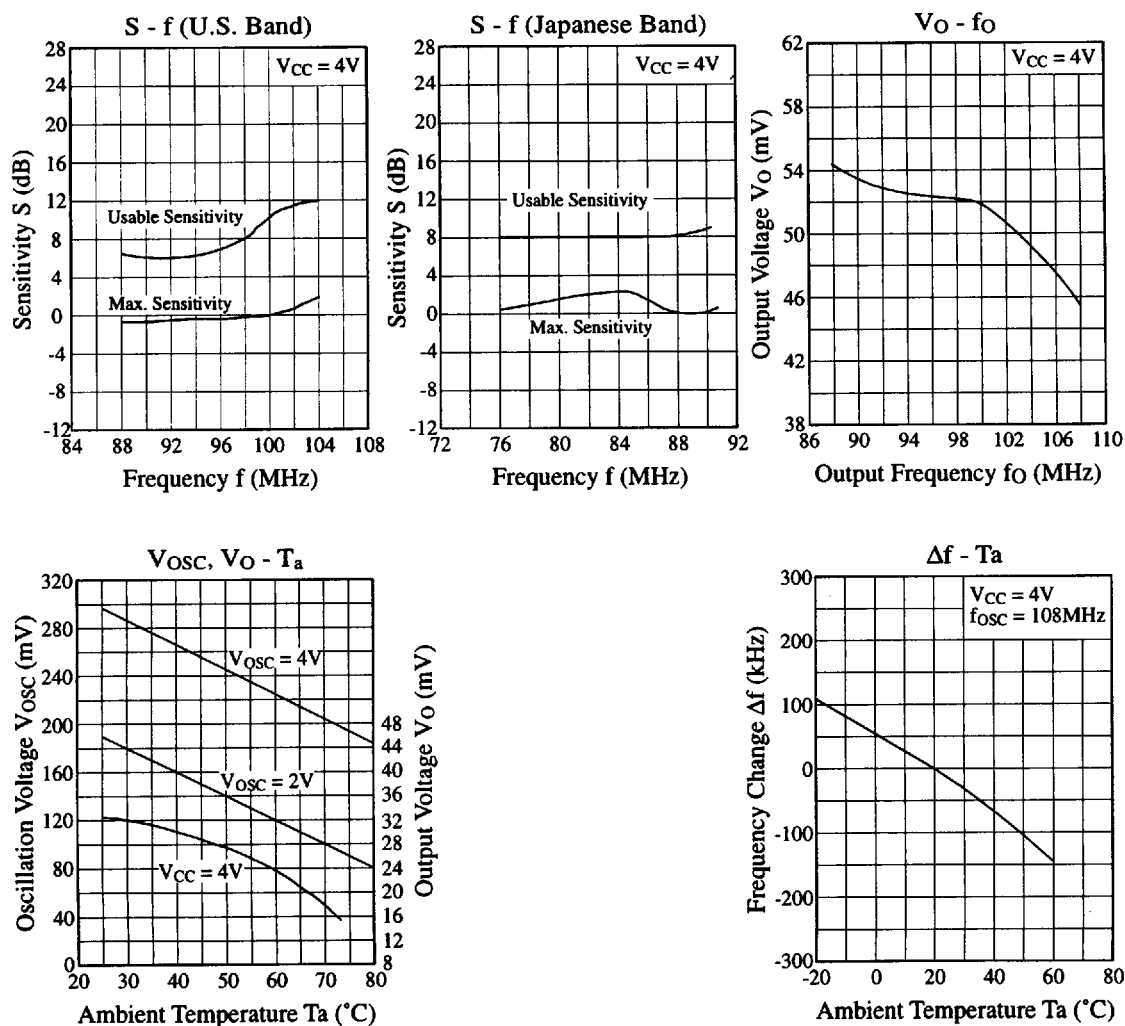 S - f (U.S. Band)
VCC = 4V
28
24
20
16
12
8
4
0
-4
-8
-12
Usable Sensitivity
Max. Sensitivity
Sensitivity S (dB)
84 88 92 96 100 104 108
Frequency f (MHz)
S - f (Japanese Band)
VCC = 4V
28
24
20
16
12
8
4
0
-4
-8
-12
Usable Sensitivity
Max. Sensitivity
Sensitivity S (dB)
72 76 80 84 88 92
Frequency f (MHz)
VO - fO
VCC = 4V
62
58
54
50
46
42
38
Output Voltage VO (mV)
86 90 94 98 102 106 110
Output Frequency fO (MHz)
VOSC, VO - Ta
320
280
240
200
160
120
80
40
0
Oscillation Voltage VOSC (mV)
VOSC = 4V
VOSC = 2V
VCC = 4V
48
44
40
36
32
28
24
20
16
12
8
Output Voltage VO (mV)
20 30 40 50 60 70 80
Ambient Temperature Ta (°C)
Δf - Ta
VCC = 4V
fOSC = 108MHz
300
200
100
0
-100
-200
-300
Frequency Change Δf (kHz)
-20 0 20 40 60 80
Ambient Temperature Ta (°C)